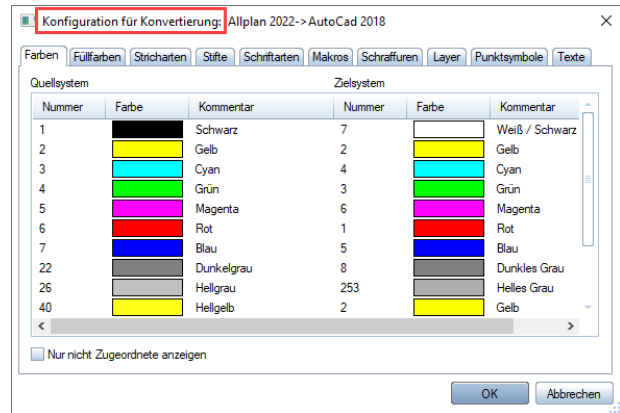 Konfiguration für Konvertierung: Allplan 2022->AutoCad 2018
Farben Füllfarben Stricharten Stifte Schriftarten Makros Schraffuren Layer Punktsymbole Texte
Quellsystem Zielsystem
Nummer Farbe Kommentar Nummer Farbe Kommentar
1 Schwarz 7 Weiß / Schwarz
2 Gelb 2 Gelb
3 Cyan 4 Cyan
4 Grün 3 Grün
5 Magenta 6 Magenta
6 Rot 1 Rot
7 Blau 5 Blau
22 Dunkelgrau 8 Dunkles Grau
26 Hellgrau 253 Helles Grau
40 Hellgelb 2 Gelb
Nur nicht Zugeordnete anzeigen
OK Abbrechen